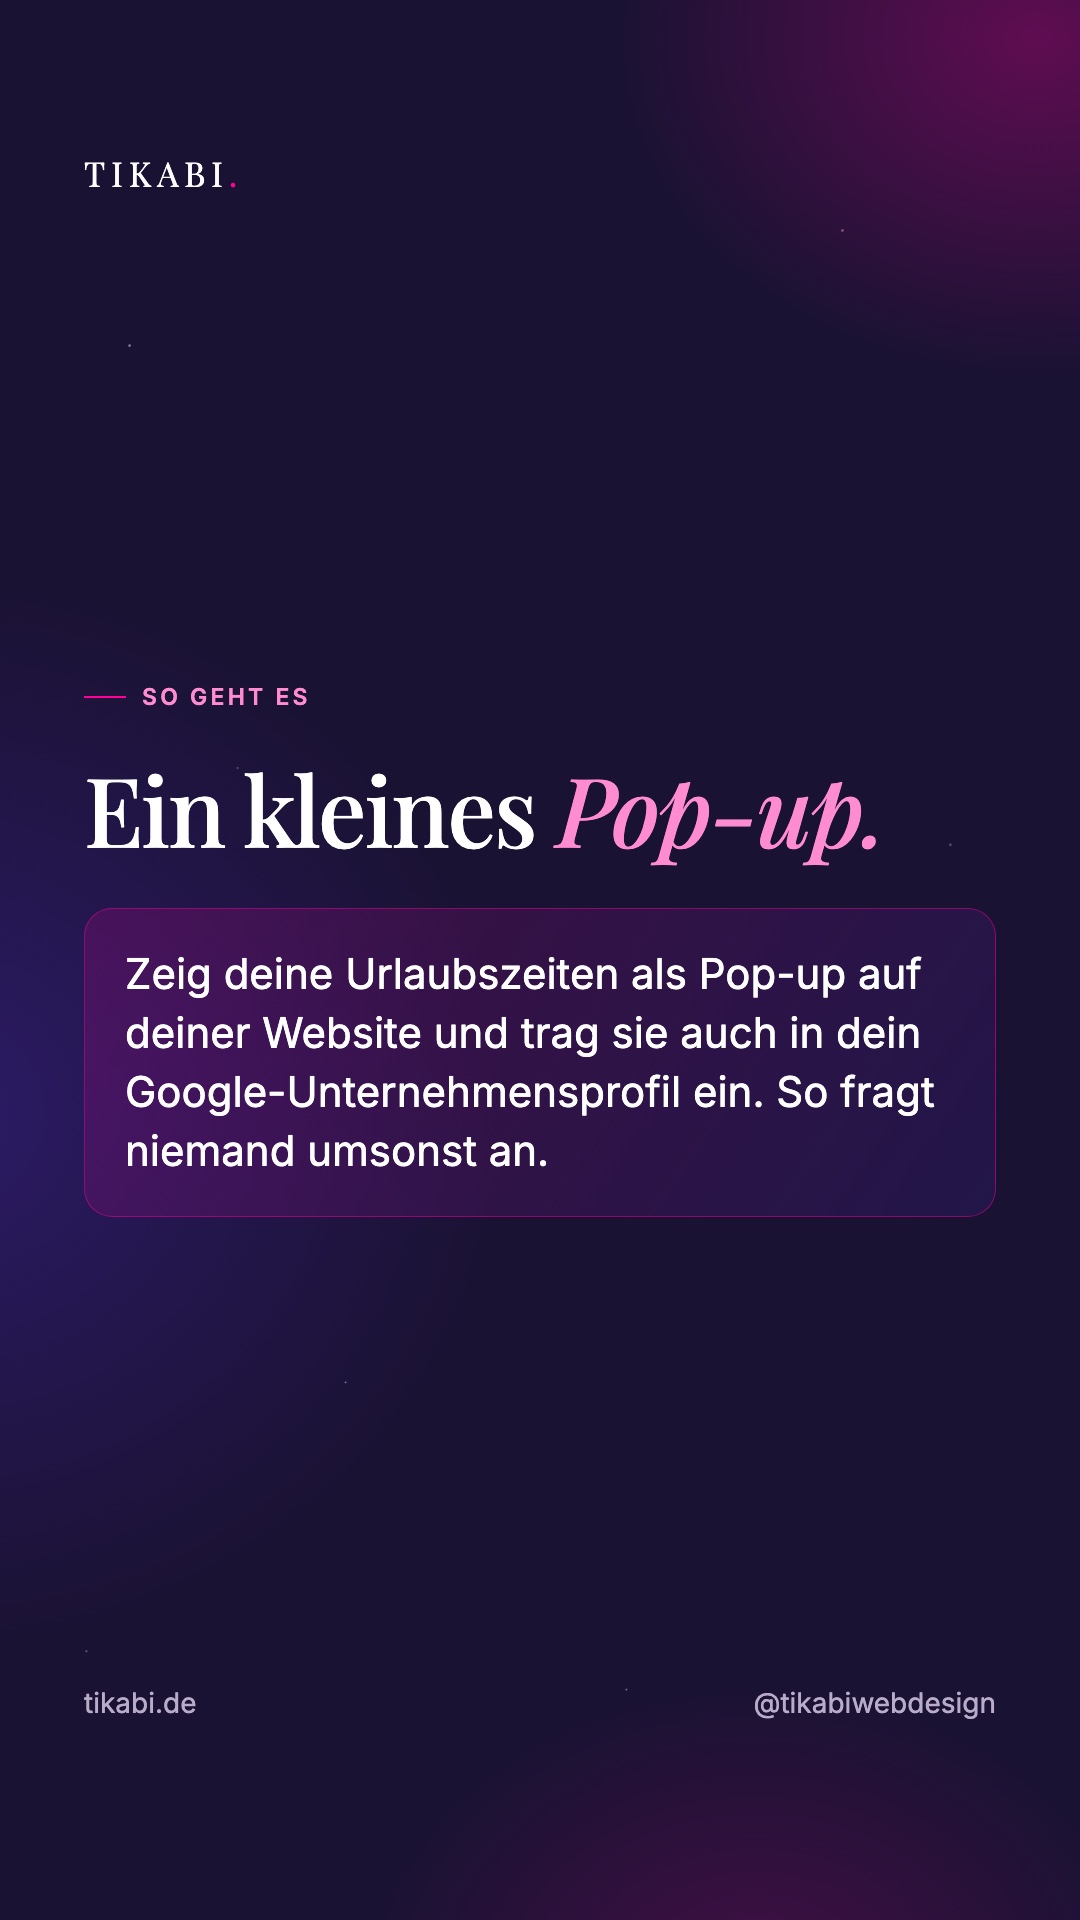 TIKABI.
SO GEHT ES
Ein kleines Pop-up.
Zeig deine Urlaubszeiten als Pop-up auf
deiner Website und trag sie auch in dein
Google-Unternehmensprofil ein. So fragt
niemand umsonst an.
tikabi.de
@tikabiwebdesign